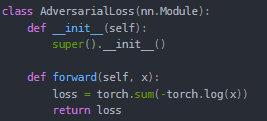 class AdversarialLoss(nn.Module):
    def __init__(self):
        super().__init__()

    def forward(self, x):
        loss = torch.sum(-torch.log(x))
        return loss